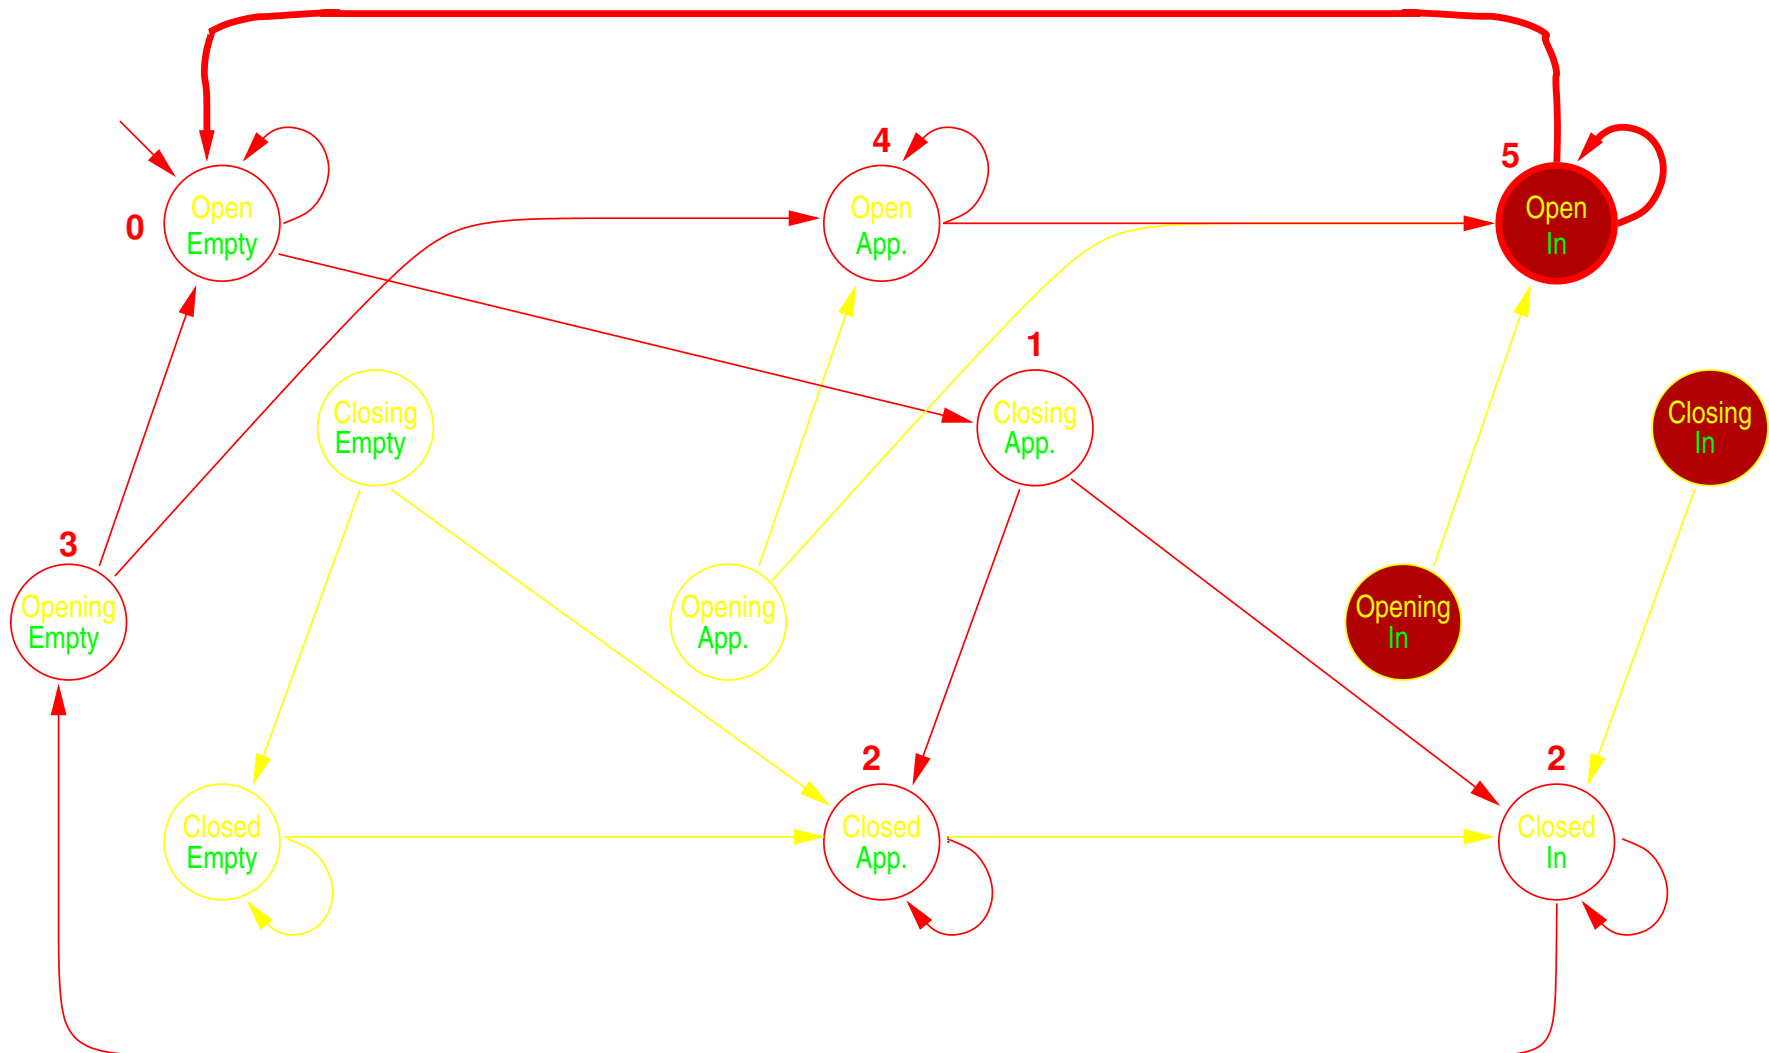 4
5
0
Open
Empty
Open
App.
Open
In
1
Closing
Empty
Closing
App.
Closing
In
3
Opening
Empty
Opening
App.
Opening
In
2
2
Closed
Empty
Closed
App.
Closed
In